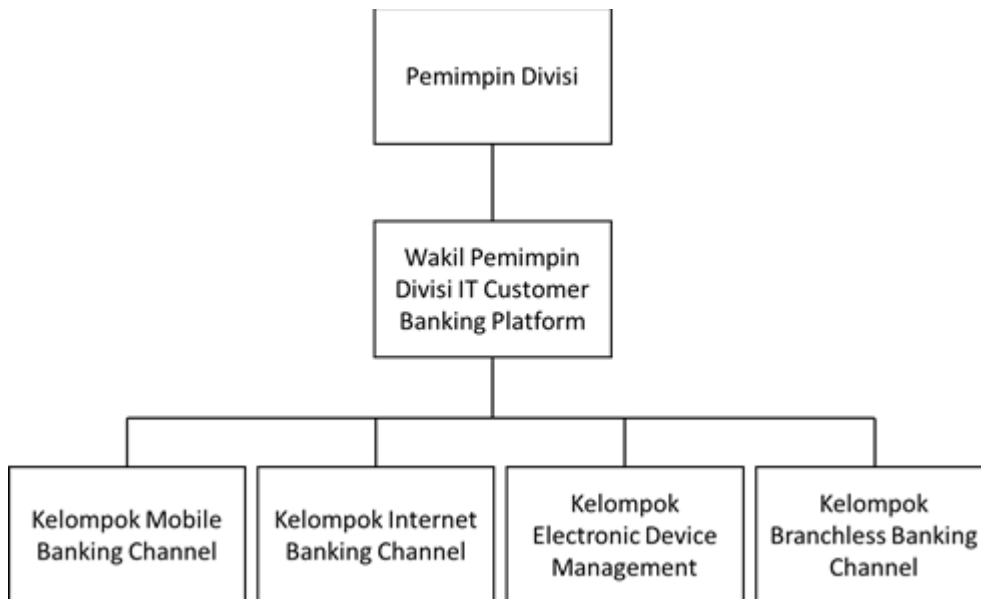 Pemimpin Divisi
Wakil Pemimpin
Divisi IT Customer
Banking Platform
Kelompok Mobile
Banking Channel
Kelompok Internet
Banking Channel
Kelompok
Electronic Device
Management
Kelompok
Branchless Banking
Channel